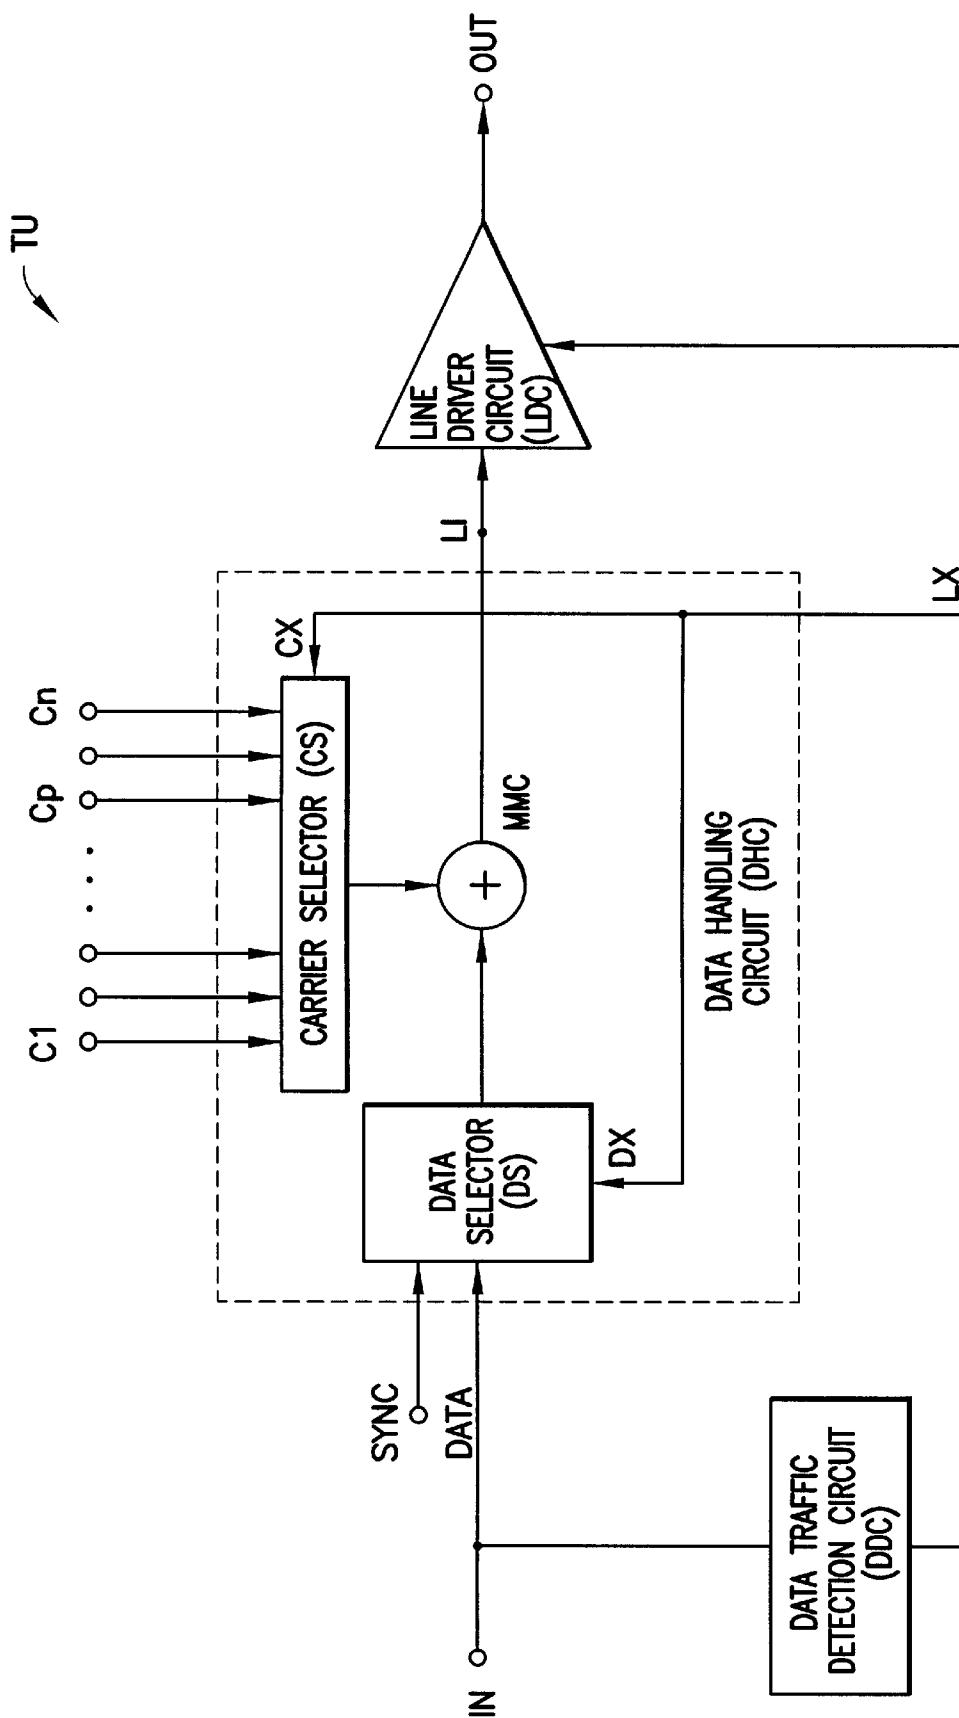 TU
C1
Cp
Cn
CARRIER SELECTOR (CS)
CX
SYNC
DATA
IN
DATA
SELECTOR
(DS)
DX
MMC
LI
LINE
DRIVER
CIRCUIT
(LDC)
OUT
DATA HANDLING
CIRCUIT (DHC)
DATA TRAFFIC
DETECTION CIRCUIT
(DDC)
LX